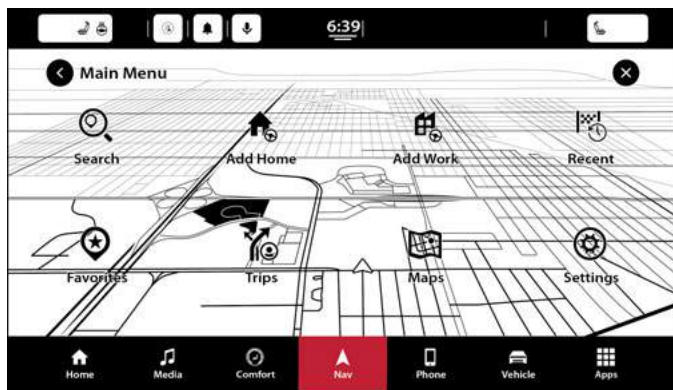 6:39
Main Menu
Search Add Home Add Work Recent
Favorites Trips Maps Settings
Home Media Comfort Nav Phone Vehicle Apps